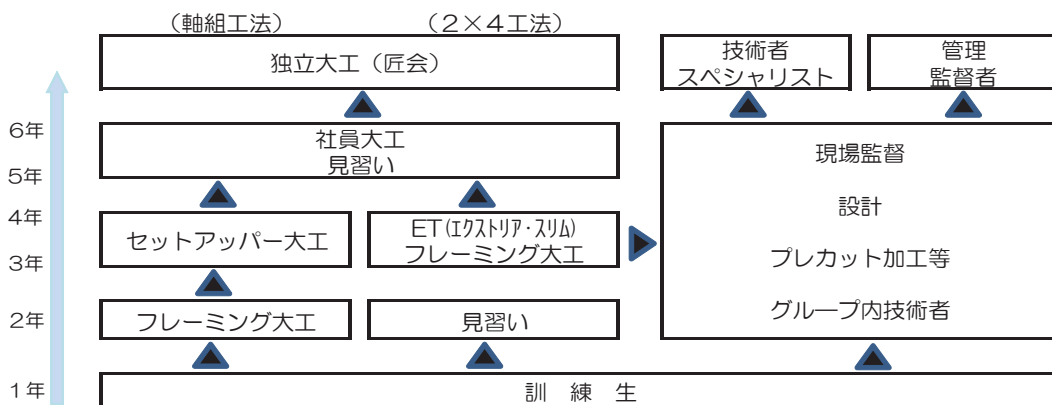 （軸組工法）
（２×４工法）
独立大工（匠会）
技術者
スペシャリスト
管理
監督者
6年
社員大工
見習い
5年
現場監督
設計
プレカット加工等
グループ内技術者
4年
セットアッパー大工
ET(ｴｸｽﾄﾘｱ･ｽﾘﾑ)
フレーミング大工
3年
2年
フレーミング大工
見習い
1年
訓　練　生